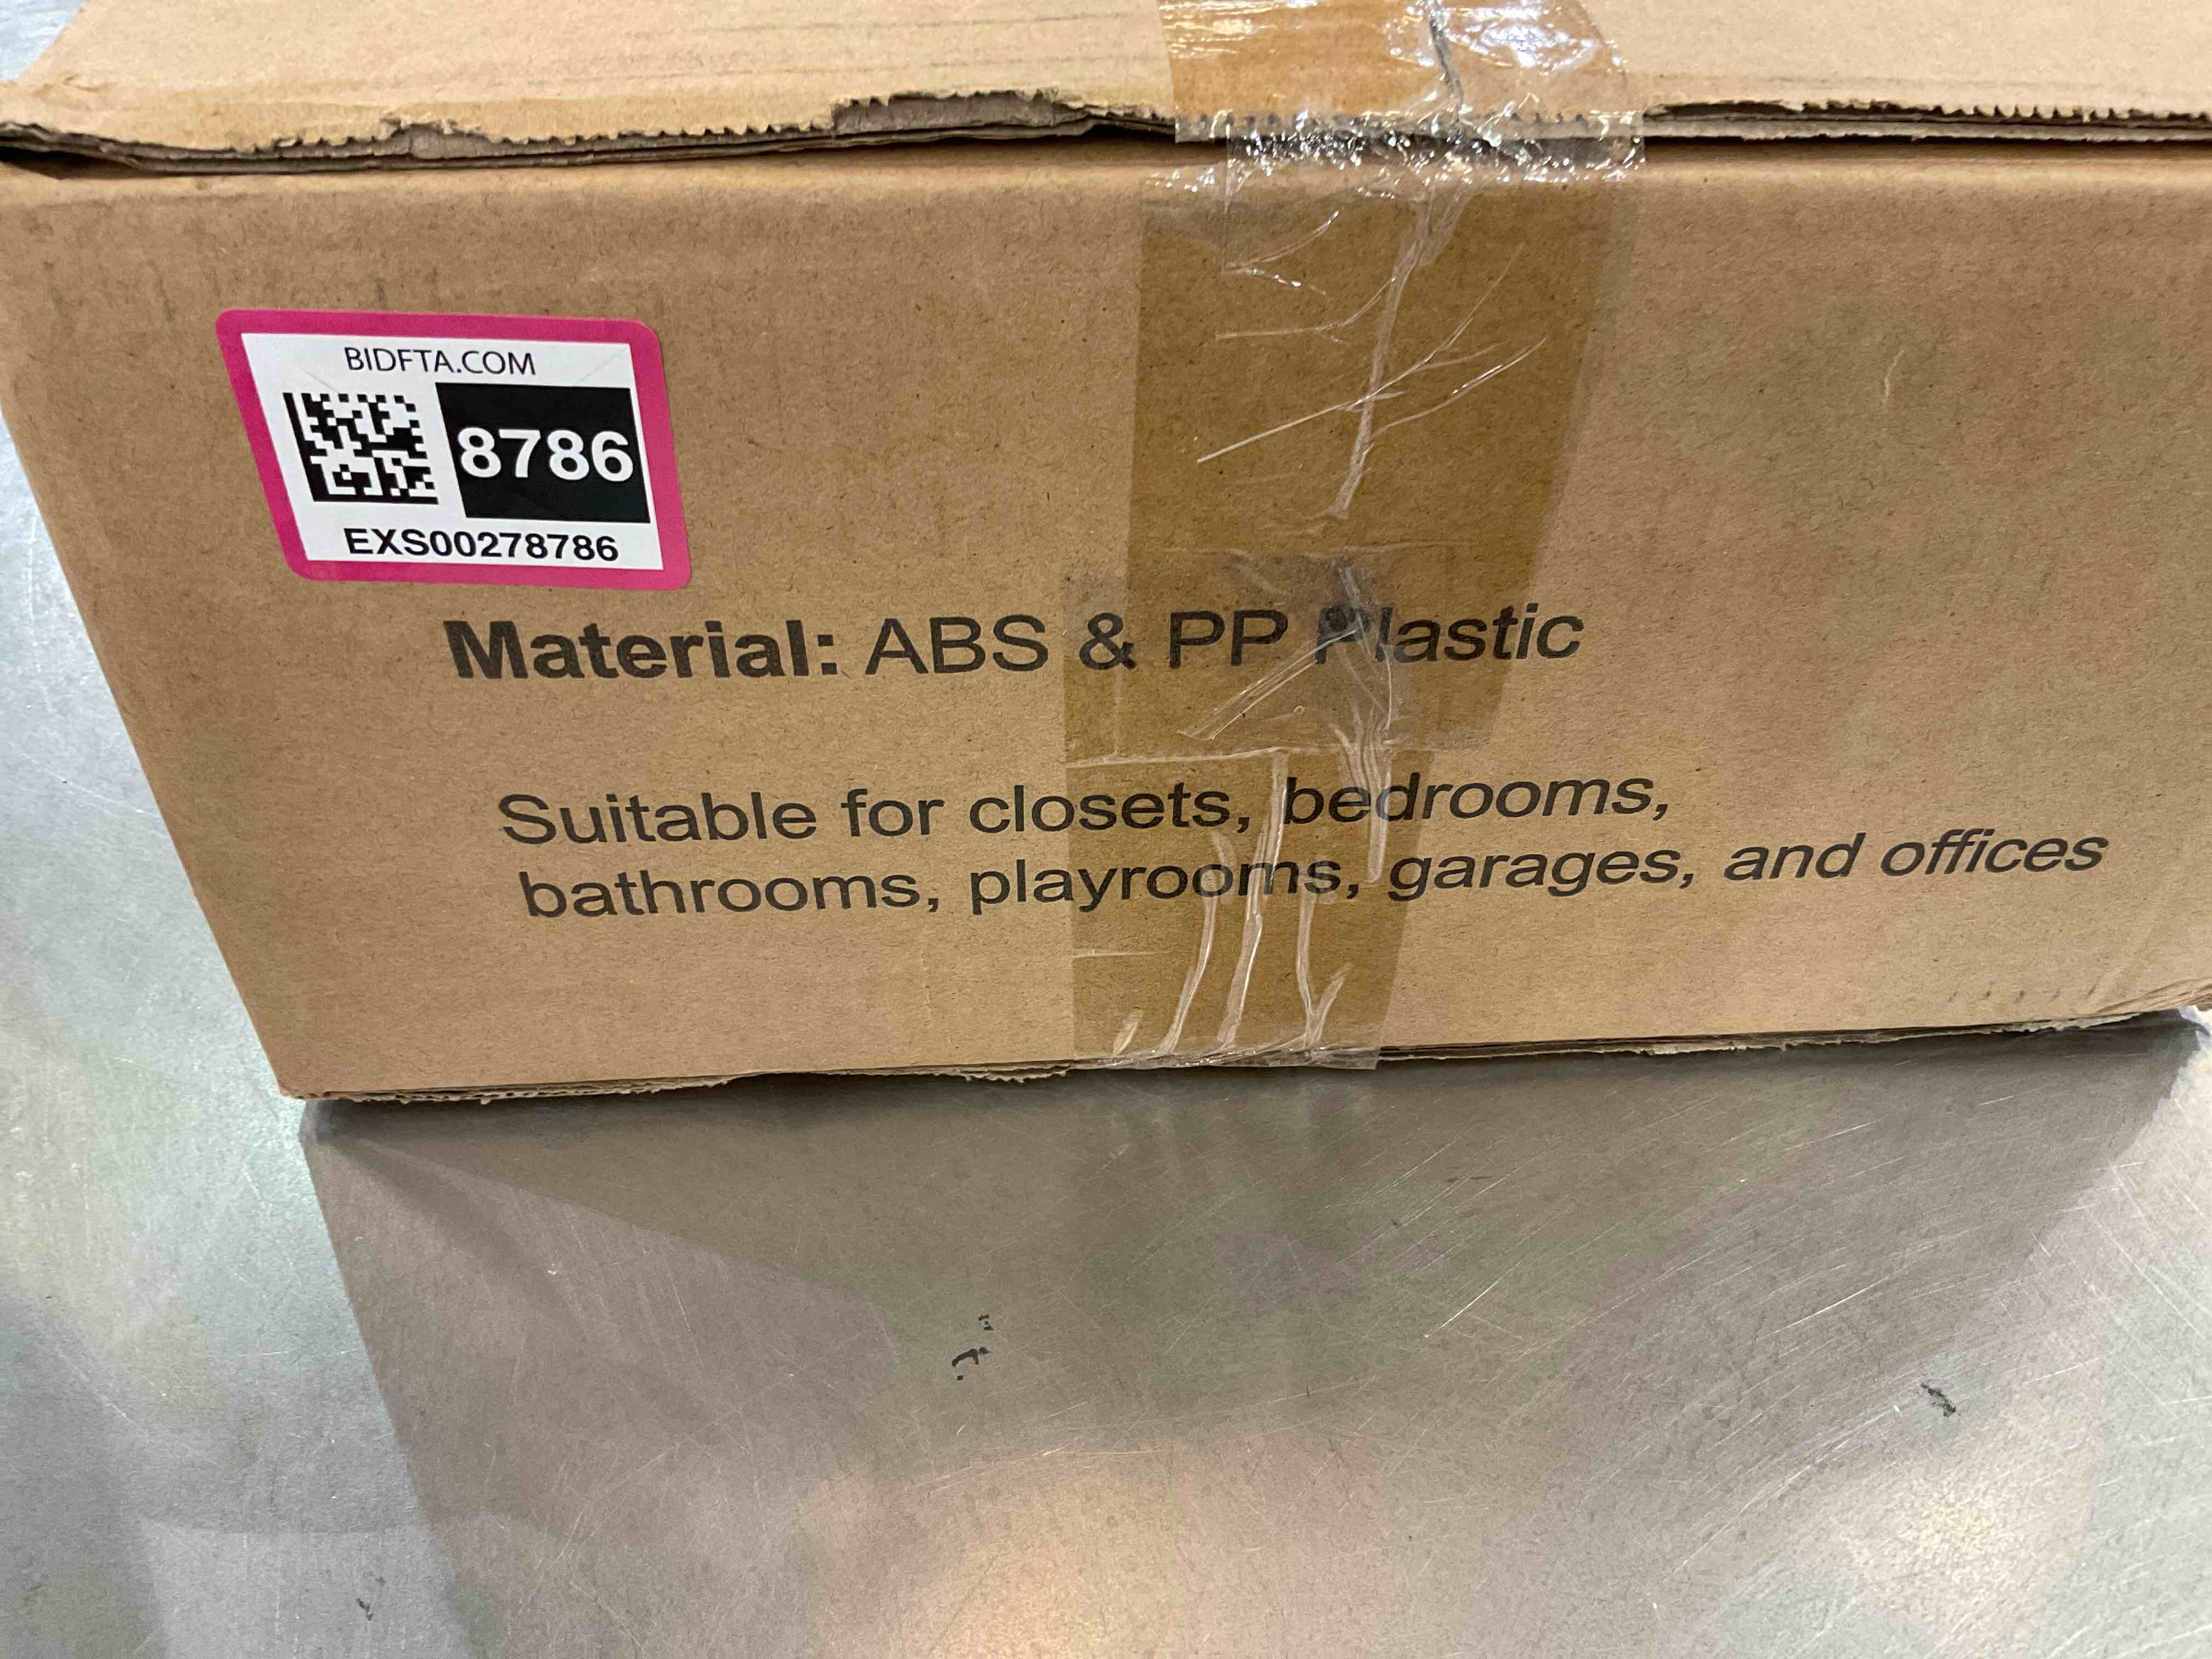 BIDFTA.COM
8786
EXS00278786
Material: ABS & PP Plastic
Suitable for closets, bedrooms,
bathrooms, playrooms, garages, and offices